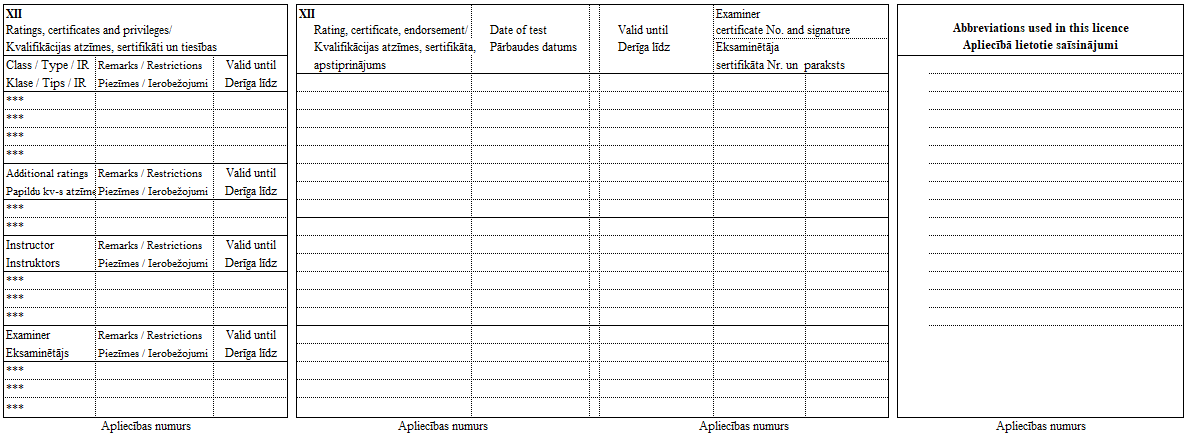 XII
Ratings, certificates and privileges/
Kvalifikācijas atzīmes, sertifikāti un tiesības
Class / Type / IR Remarks / Restrictions Valid until
Klase / Tips / IR Piezīmes / Ierobežojumi Derīga līdz
***
***
***
***
Additional ratings Remarks / Restrictions Valid until
Papildu kv-s atzīme Piezīmes / Ierobežojumi Derīga līdz
***
***
Instructor Remarks / Restrictions Valid until
Instruktors Piezīmes / Ierobežojumi Derīga līdz
***
***
***
Examiner Remarks / Restrictions Valid until
Eksaminētājs Piezīmes / Ierobežojumi Derīga līdz
***
***
***
Apliecības numurs
XII
Rating, certificate, endorsement/
Kvalifikācijas atzīmes, sertifikāta,
apstiprinājums
Date of test
Pārbaudes datums
Valid until
Derīga līdz
Examiner
certificate No. and signature
Eksaminētāja
sertifikāta Nr. un paraksts
Apliecības numurs
Apliecības numurs
Abbreviations used in this licence
Apliecībā lietotie saīsinājumi
Apliecības numurs